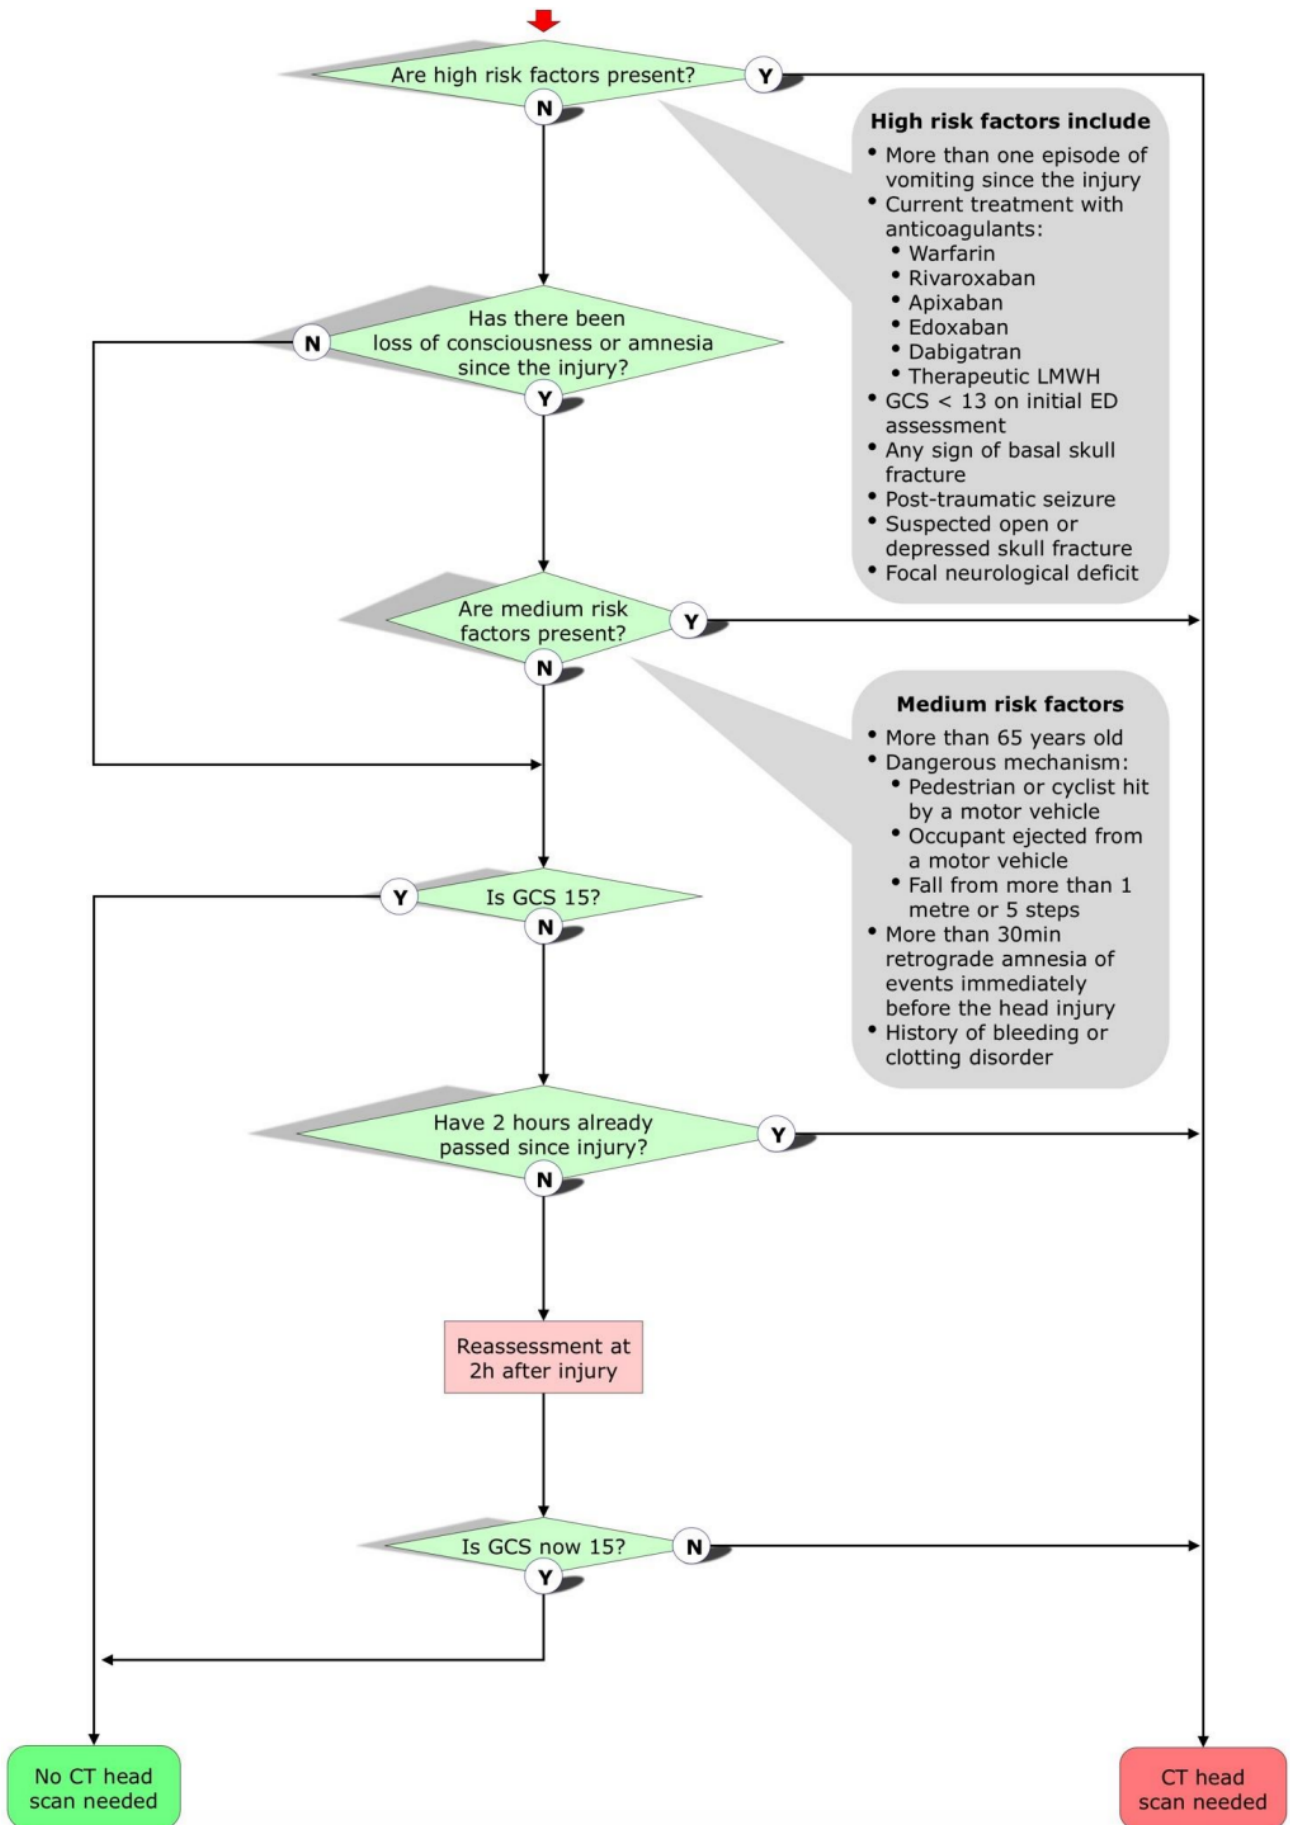 Are high risk factors present?
Y
N
High risk factors include
• More than one episode of
vomiting since the injury
• Current treatment with
anticoagulants:
• Warfarin
• Rivaroxaban
• Apixaban
• Edoxaban
• Dabigatran
• Therapeutic LMWH
• GCS < 13 on initial ED
assessment
• Any sign of basal skull
fracture
• Post-traumatic seizure
• Suspected open or
depressed skull fracture
• Focal neurological deficit
Has there been
loss of consciousness or amnesia
since the injury?
N
Y
Are medium risk
factors present?
Y
N
Medium risk factors
• More than 65 years old
• Dangerous mechanism:
• Pedestrian or cyclist hit
by a motor vehicle
• Occupant ejected from
a motor vehicle
• Fall from more than 1
metre or 5 steps
• More than 30min
retrograde amnesia of
events immediately
before the head injury
• History of bleeding or
clotting disorder
Is GCS 15?
Y
N
Have 2 hours already
passed since injury?
Y
N
Reassessment at
2h after injury
Is GCS now 15?
N
Y
No CT head
scan needed
CT head
scan needed